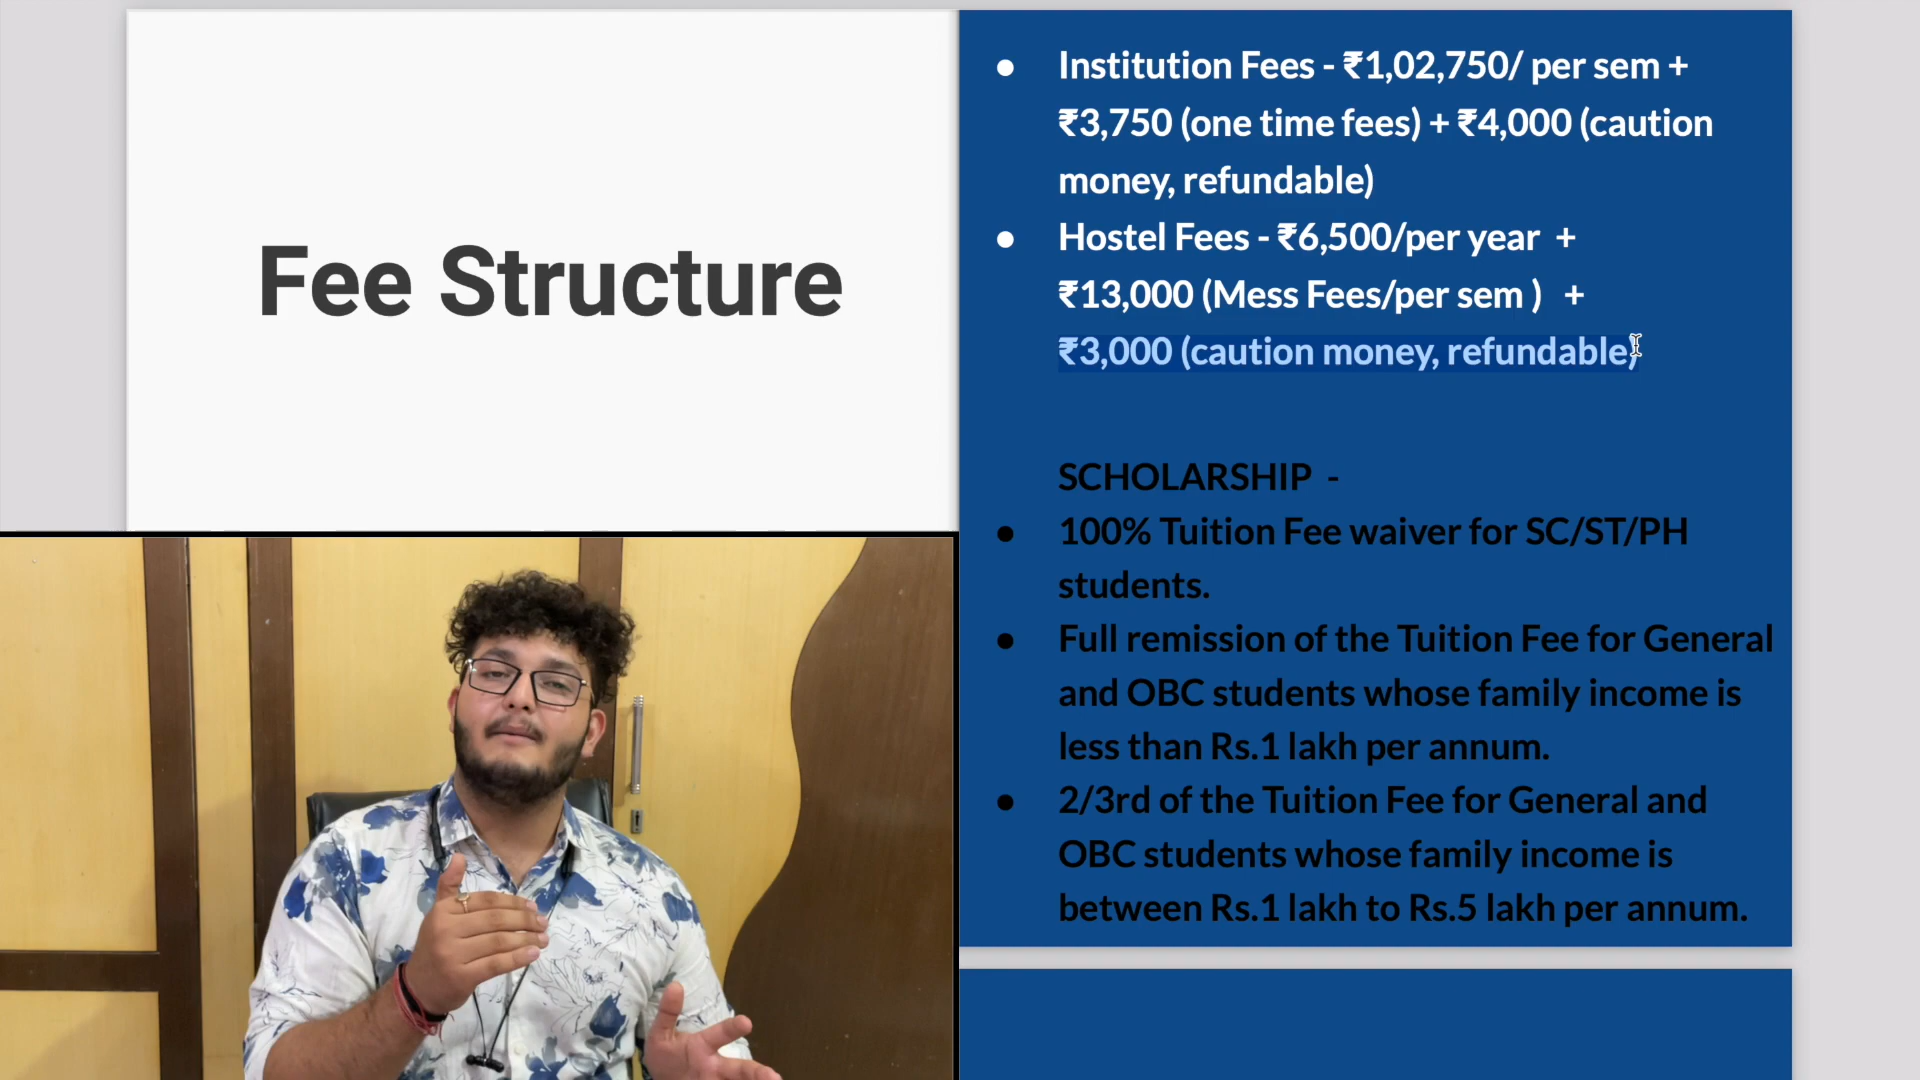 Fee Structure
● Institution Fees - ₹1,02,750/ per sem +
₹3,750 (one time fees) + ₹4,000 (caution
money, refundable)
● Hostel Fees - ₹6,500/per year +
₹13,000 (Mess Fees/per sem ) +
₹3,000 (caution money, refundable)
SCHOLARSHIP -
● 100% Tuition Fee waiver for SC/ST/PH
students.
● Full remission of the Tuition Fee for General
and OBC students whose family income is
less than Rs.1 lakh per annum.
● 2/3rd of the Tuition Fee for General and
OBC students whose family income is
between Rs.1 lakh to Rs.5 lakh per annum.